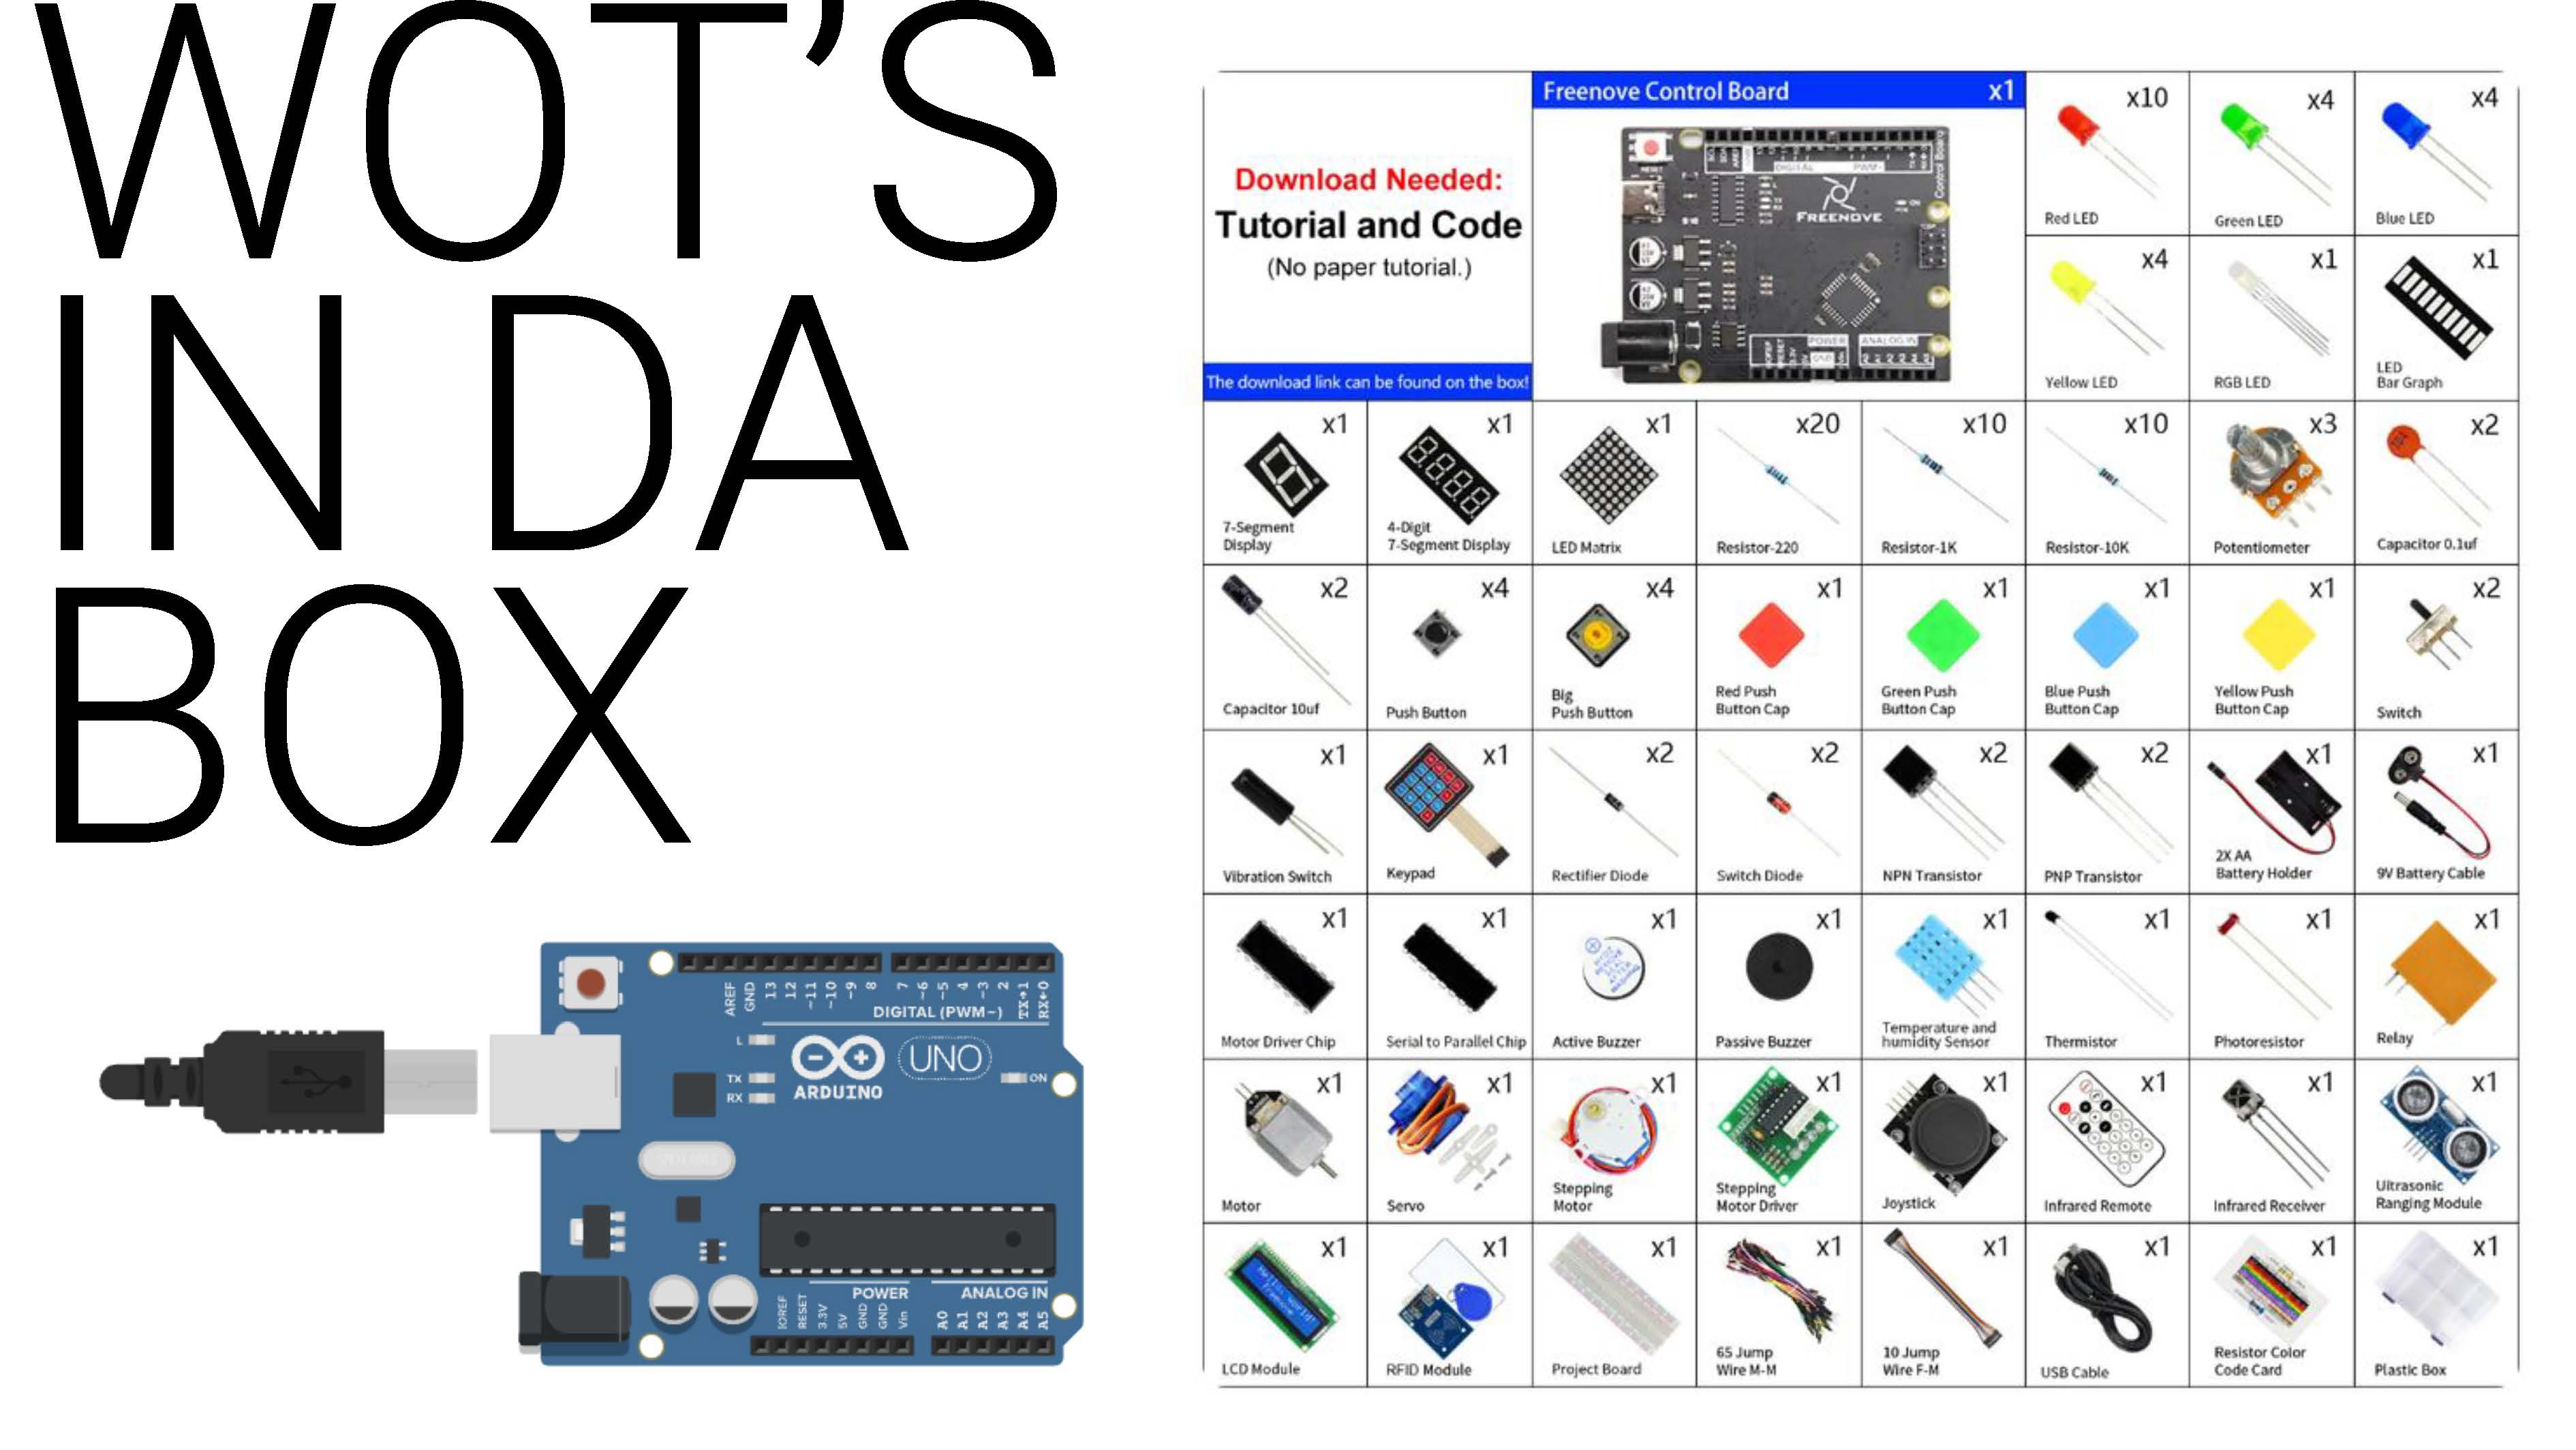 WOT'S
IN DA
BOX
AREF
GND
13
12
~11
~10
~9
8
7
~6
~5
4
~3
2
TX→1
RX←0
DIGITAL (PWM~)
L
TX
RX
ARDUINO
UNO
ON
POWER
ANALOG IN
IOREF
RESET
3.3V
5V
GND
GND
Vin
A0
A1
A2
A3
A4
A5
Download Needed:
Tutorial and Code
(No paper tutorial.)
The download link can be found on the box!
Freenove Control Board x1
RESET
DIGITAL PWM~
FREENOVE
Control Board
ON
POWER
ANALOG IN
x10
Red LED
x4
Green LED
x4
Blue LED
x4
Yellow LED
x1
RGB LED
x1
LED
Bar Graph
x1
7-Segment
Display
x1
4-Digit
7-Segment Display
x1
LED Matrix
x20
Resistor-220
x10
Resistor-1K
x10
Resistor-10K
x3
Potentiometer
x2
Capacitor 0.1uf
x2
Capacitor 10uf
x4
Push Button
x4
Big
Push Button
x1
Red Push
Button Cap
x1
Green Push
Button Cap
x1
Blue Push
Button Cap
x1
Yellow Push
Button Cap
x2
Switch
x1
Vibration Switch
x1
Keypad
x2
Rectifier Diode
x2
Switch Diode
x2
NPN Transistor
x2
PNP Transistor
x1
2X AA
Battery Holder
x1
9V Battery Cable
x1
Motor Driver Chip
x1
Serial to Parallel Chip
x1
Active Buzzer
x1
Passive Buzzer
x1
Temperature and
humidity Sensor
x1
Thermistor
x1
Photoresistor
x1
Relay
x1
Motor
x1
Servo
x1
Stepping
Motor
x1
Stepping
Motor Driver
x1
Joystick
x1
Infrared Remote
x1
Infrared Receiver
x1
Uitrasonic
Ranging Module
x1
LCD Module
x1
RFID Module
x1
Project Board
x1
65 Jump
Wire M-M
x1
10 Jump
Wire F-M
x1
USB Cable
x1
Resistor Color
Code Card
x1
Plastic Box